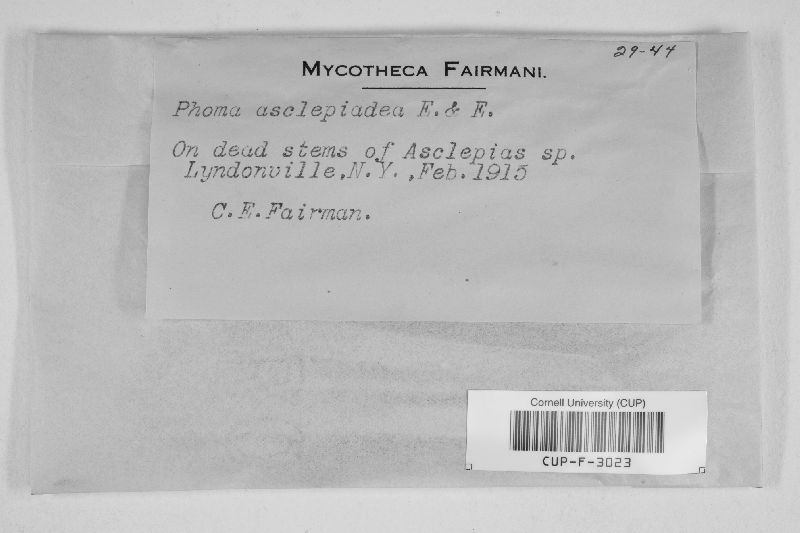 29-44
MYCOTHECA FAIRMANI.
Phoma asclepiadea E. & E.
On dead stems of Asclepias sp.
Lyndonville, N.Y. ,Feb. 1915
C. E. Fairman.
Cornell University (CUP)
CUP-F-3023